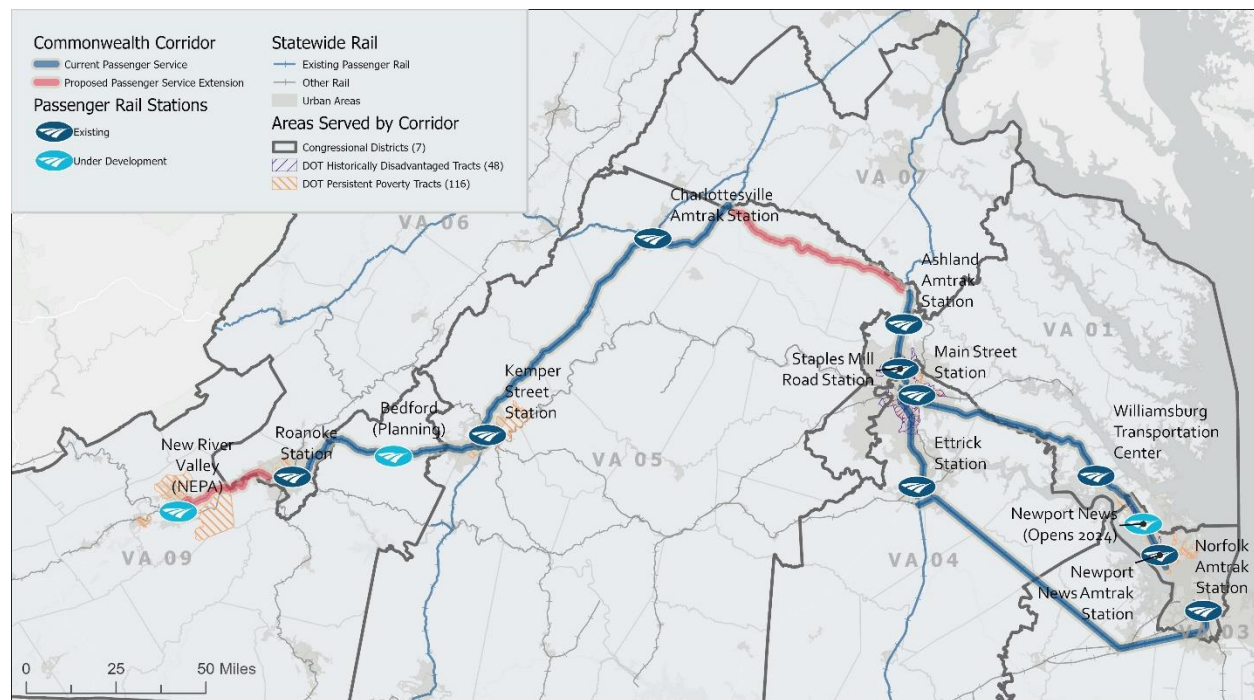 Commonwealth Corridor
Current Passenger Service
Proposed Passenger Service Extension
Passenger Rail Stations
Existing
Under Development
Statewide Rail
Existing Passenger Rail
Other Rail
Urban Areas
Areas Served by Corridor
Congressional Districts (7)
DOT Historically Disadvantaged Tracts (48)
DOT Persistent Poverty Tracts (116)
VA 06
VA 07
Charlottesville
Amtrak Station
Ashland
Amtrak
Station
VA 01
Staples Mill
Road Station
Main Street
Station
Kemper
Street
Station
Bedford
(Planning)
Roanoke
Station
New River
Valley
(NEPA)
VA 05
Ettrick
Station
Williamsburg
Transportation
Center
Newport News
(Opens 2024)
VA 09
VA 04
Newport
News Amtrak
Station
Norfolk
Amtrak
Station
VA 03
0 25 50 Miles